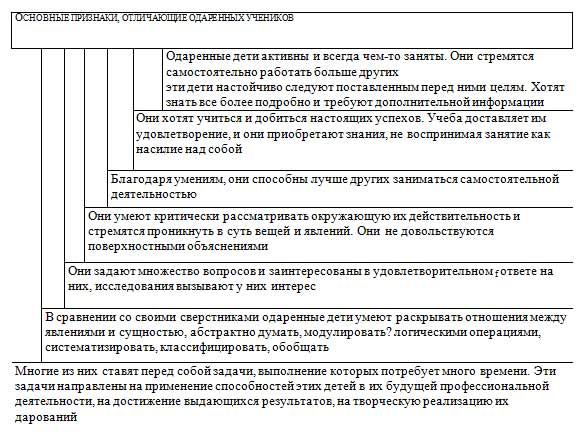 ОСНОВНЫЕ ПРИЗНАКИ, ОТЛИЧАЮЩИЕ ОДАРЕННЫХ УЧЕНИКОВ
Одаренные дети активны и всегда чем-то заняты. Они стремятся
самостоятельно работать больше других
эти дети настойчиво следуют поставленным перед ними целям. Хотят
знать все более подробно и требуют дополнительной информации
Они хотят учиться и добиться настоящих успехов. Учеба доставляет им
удовлетворение, и они приобретают знания, не воспринимая занятие как
насилие над собой
Благодаря умениям, они способны лучше других заниматься самостоятельной
деятельностью
Они умеют критически рассматривать окружающую их действительность и
стремятся проникнуть в суть вещей и явлений. Они не довольствуются
поверхностными объяснениями
Они задают множество вопросов и заинтересованы в удовлетворительном f ответе на
них, исследования вызывают у них интерес
В сравнении со своими сверстниками одаренные дети умеют раскрывать отношения между
явлениями и сущностью, абстрактно думать, модулировать? логическими операциями,
систематизировать, классифицировать, обобщать
Многие из них ставят перед собой задачи, выполнение которых потребует много времени. Эти
задачи направлены на применение способностей этих детей в их будущей профессиональной
деятельности, на достижение выдающихся результатов, на творческую реализацию их
дарований